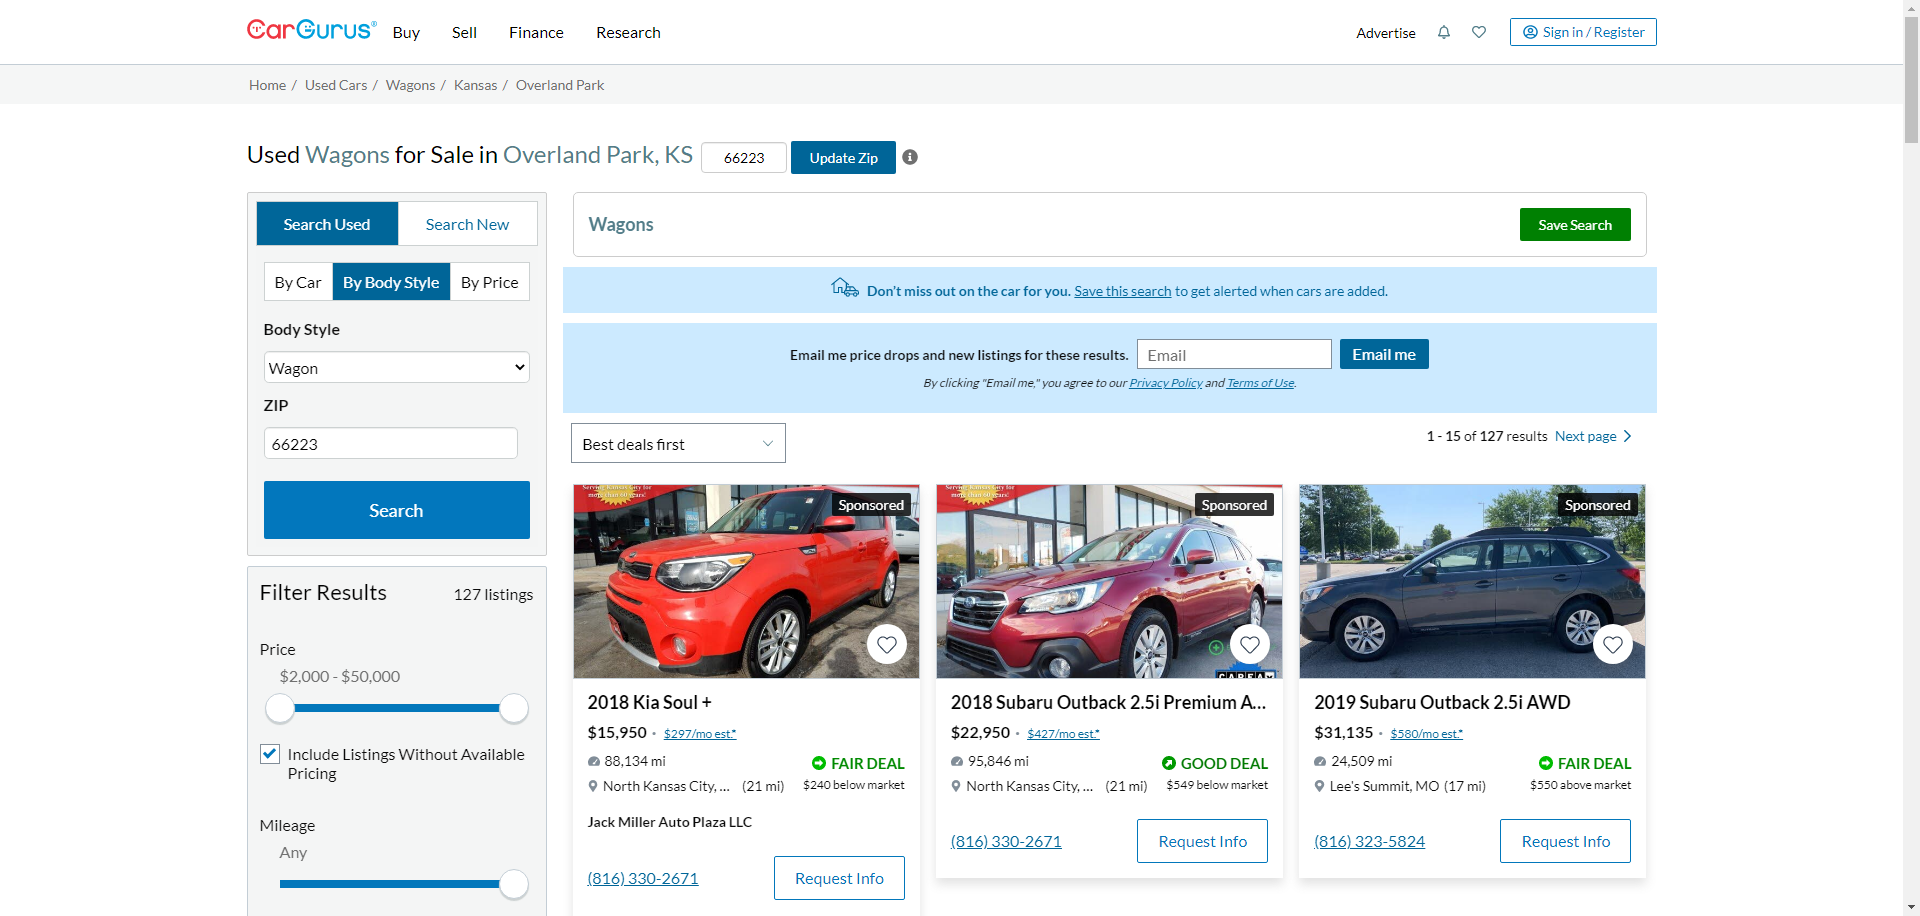 CarGurus®
Buy
Sell
Finance
Research
Advertise
Sign in / Register
Home / Used Cars / Wagons / Kansas / Overland Park
Used Wagons for Sale in Overland Park, KS
66223
Update Zip
Search Used
Search New
By Car
By Body Style
By Price
Body Style
Wagon
ZIP
66223
Search
Filter Results
127 listings
Price
$2,000 - $50,000
Include Listings Without Available
Pricing
Mileage
Any
Wagons
Save Search
Don't miss out on the car for you. Save this search to get alerted when cars are added.
Email me price drops and new listings for these results.
Email
Email me
By clicking "Email me," you agree to our Privacy Policy and Terms of Use.
Best deals first
1 - 15 of 127 results
Next page
more than 60 years!
Sponsored
2018 Kia Soul +
$15,950 · $297/mo est.*
88,134 mi
FAIR DEAL
North Kansas City, ... (21 mi)
$240 below market
Jack Miller Auto Plaza LLC
(816) 330-2671
Request Info
Sponsored
CARFAX
2018 Subaru Outback 2.5i Premium A...
$22,950 · $427/mo est.*
95,846 mi
GOOD DEAL
North Kansas City, ... (21 mi)
$549 below market
(816) 330-2671
Request Info
Sponsored
2019 Subaru Outback 2.5i AWD
$31,135 · $580/mo est.*
24,509 mi
FAIR DEAL
Lee's Summit, MO (17 mi)
$550 above market
(816) 323-5824
Request Info